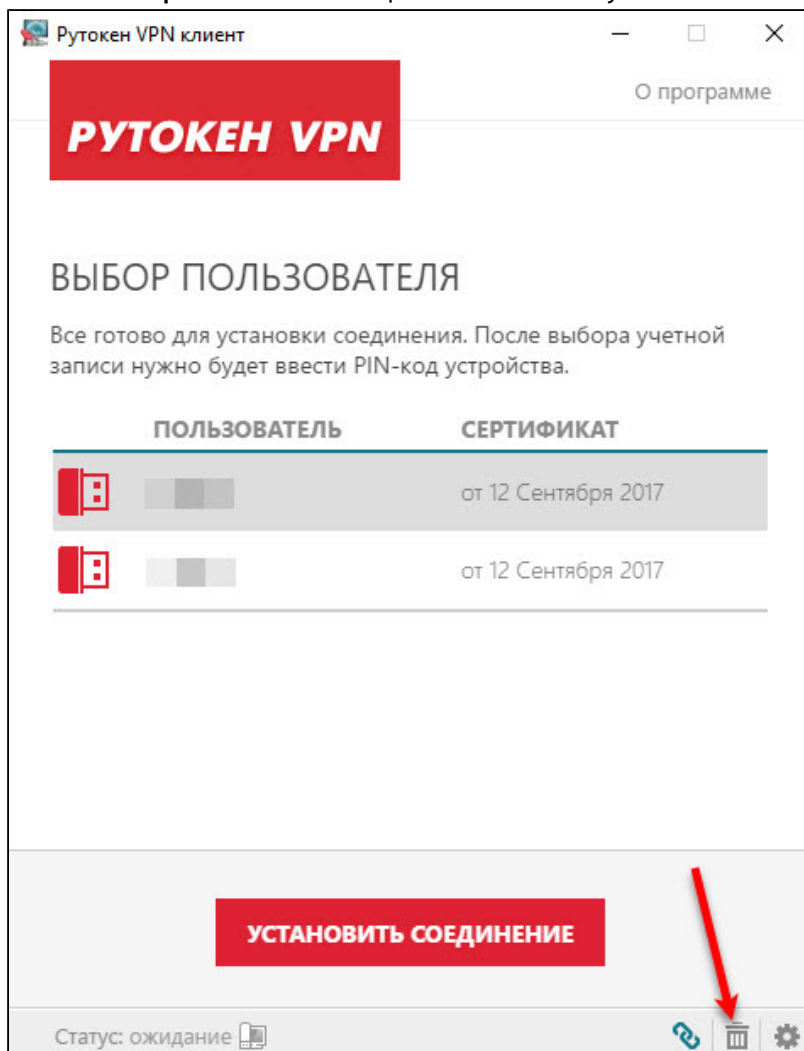 Рутокен VPN клиент
О программе
РУТОКЕН VPN
ВЫБОР ПОЛЬЗОВАТЕЛЯ
Все готово для установки соединения. После выбора учетной
записи нужно будет ввести PIN-код устройства.
ПОЛЬЗОВАТЕЛЬ СЕРТИФИКАТ
от 12 Сентября 2017
от 12 Сентября 2017
УСТАНОВИТЬ СОЕДИНЕНИЕ
Статус: ожидание